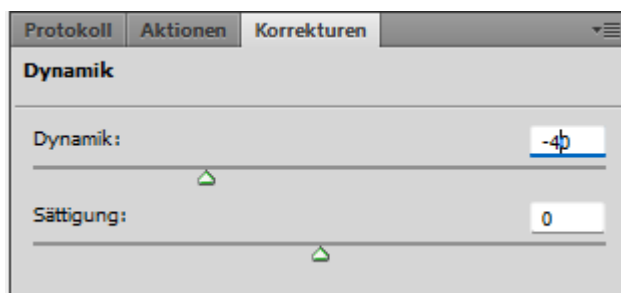 Protokoll Aktionen Korrekturen
Dynamik
Dynamik: -40
Sättigung: 0